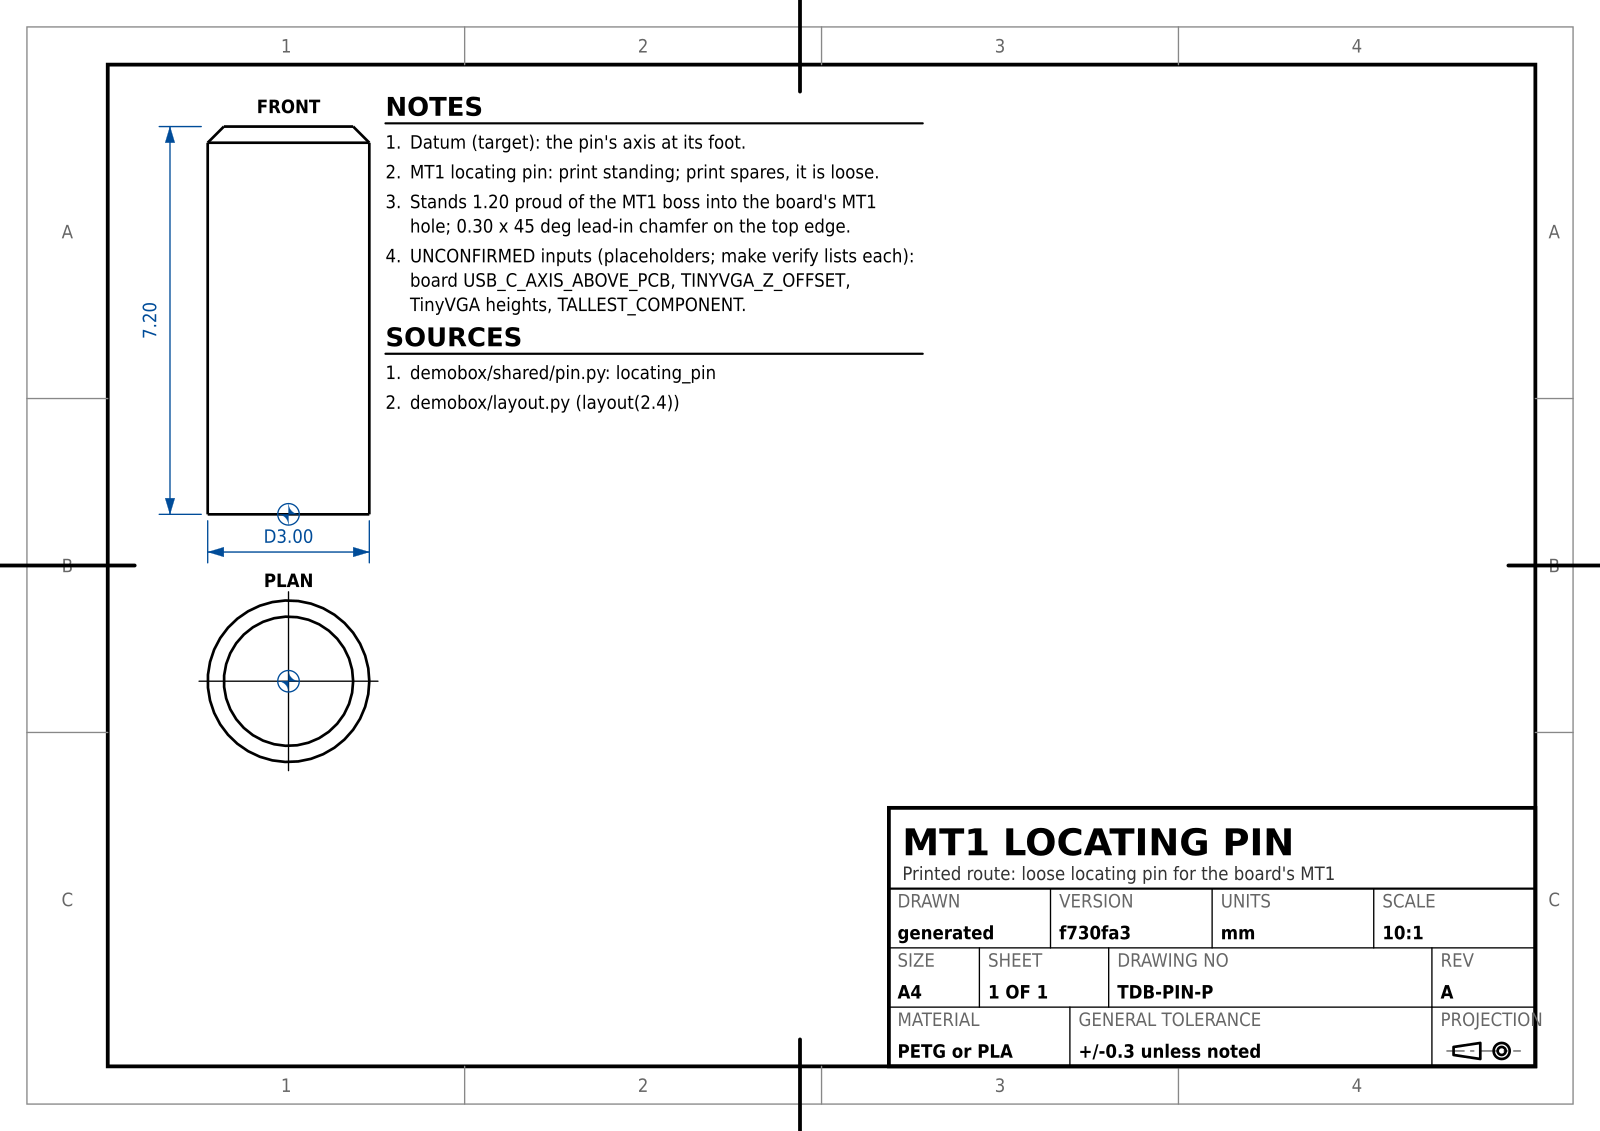 1 2 3 4
FRONT
NOTES
1. Datum (target): the pin's axis at its foot.
2. MT1 locating pin: print standing; print spares, it is loose.
3. Stands 1.20 proud of the MT1 boss into the board's MT1
hole; 0.30 x 45 deg lead-in chamfer on the top edge.
4. UNCONFIRMED inputs (placeholders; make verify lists each):
board USB_C_AXIS_ABOVE_PCB, TINYVGA_Z_OFFSET,
TinyVGA heights, TALLEST_COMPONENT.
SOURCES
1. demobox/shared/pin.py: locating_pin
2. demobox/layout.py (layout(2.4))
A A
7.20
D3.00
B B
PLAN
C C
MT1 LOCATING PIN
Printed route: loose locating pin for the board's MT1
DRAWN VERSION UNITS SCALE
generated f730fa3 mm 10:1
SIZE SHEET DRAWING NO REV
A4 1 OF 1 TDB-PIN-P A
MATERIAL GENERAL TOLERANCE PROJECTION
PETG or PLA +/-0.3 unless noted
1 2 3 4